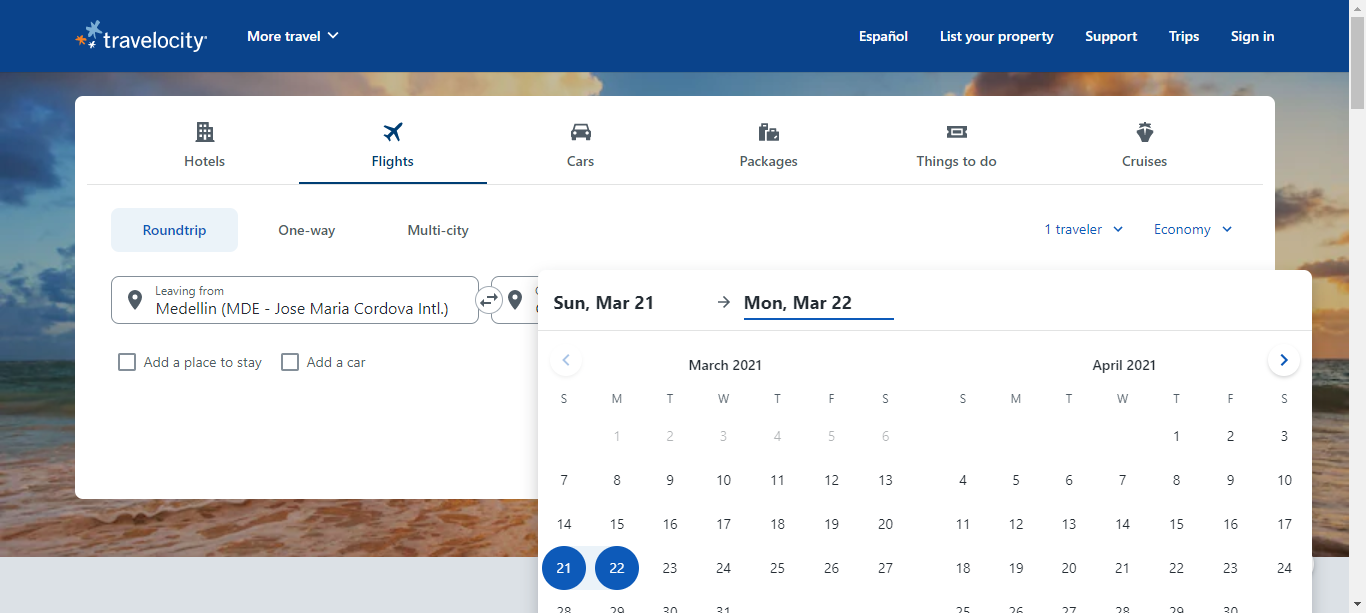 travelocity
More travel
Español
List your property
Support
Trips
Sign in
Hotels
Flights
Cars
Packages
Things to do
Cruises
Roundtrip
One-way
Multi-city
1 traveler
Economy
Leaving from
Medellin (MDE - Jose Maria Cordova Intl.)
Add a place to stay
Add a car
Sun, Mar 21
Mon, Mar 22
March 2021
S M T W T F S
1 2 3 4 5 6
7 8 9 10 11 12 13
14 15 16 17 18 19 20
21 22 23 24 25 26 27
28 29 30 31
April 2021
S M T W T F S
1 2 3
4 5 6 7 8 9 10
11 12 13 14 15 16 17
18 19 20 21 22 23 24
25 26 27 28 29 30